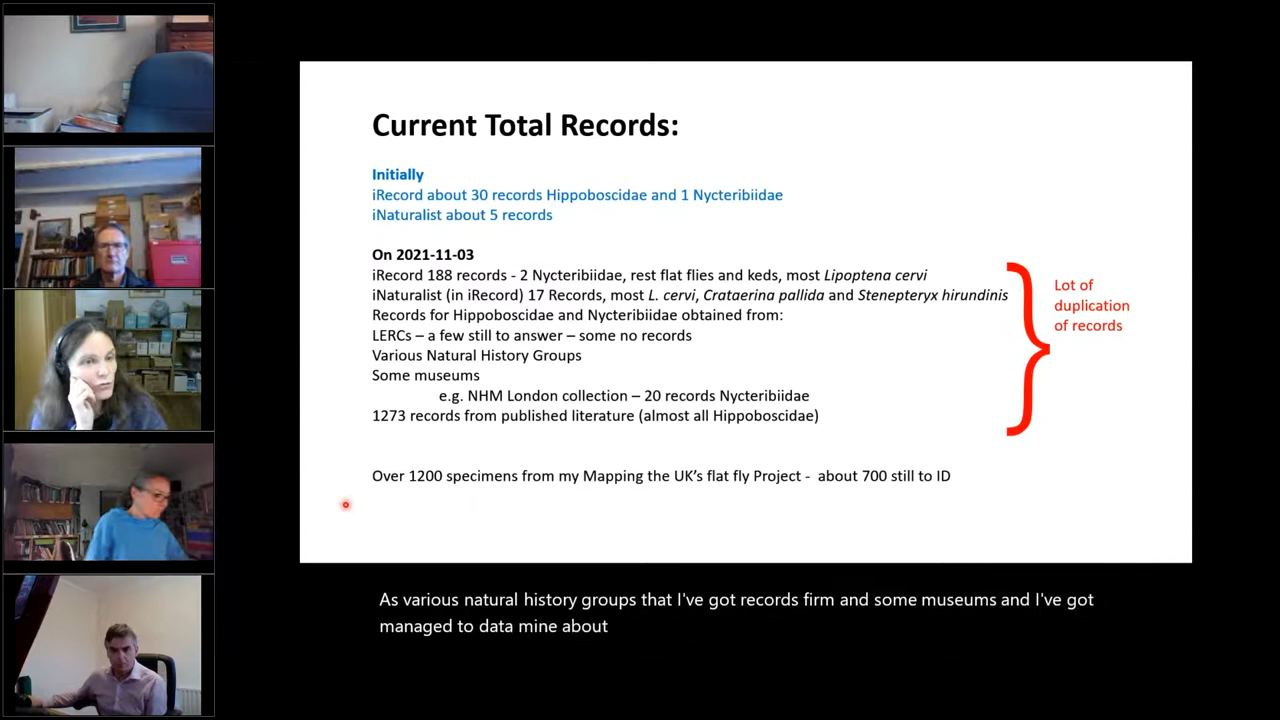 Current Total Records:
Initially
iRecord about 30 records Hippoboscidae and 1 Nycteribiidae
iNaturalist about 5 records
On 2021-11-03
iRecord 188 records - 2 Nycteribiidae, rest flat flies and keds, most Lipoptena cervi
iNaturalist (in iRecord) 17 Records, most L. cervi, Crataerina pallida and Stenepteryx hirundinis
Records for Hippoboscidae and Nycteribiidae obtained from:
LERCs – a few still to answer – some no records
Various Natural History Groups
Some museums
e.g. NHM London collection – 20 records Nycteribiidae
1273 records from published literature (almost all Hippoboscidae)
Lot of
duplication
of records
Over 1200 specimens from my Mapping the UK's flat fly Project - about 700 still to ID
As various natural history groups that I've got records firm and some museums and I've got
managed to data mine about